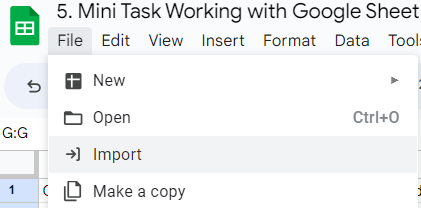 5. Mini Task Working with Google Sheet
File Edit View Insert Format Data Tools
New
Open Ctrl+O
G:G
Import
1
Make a copy